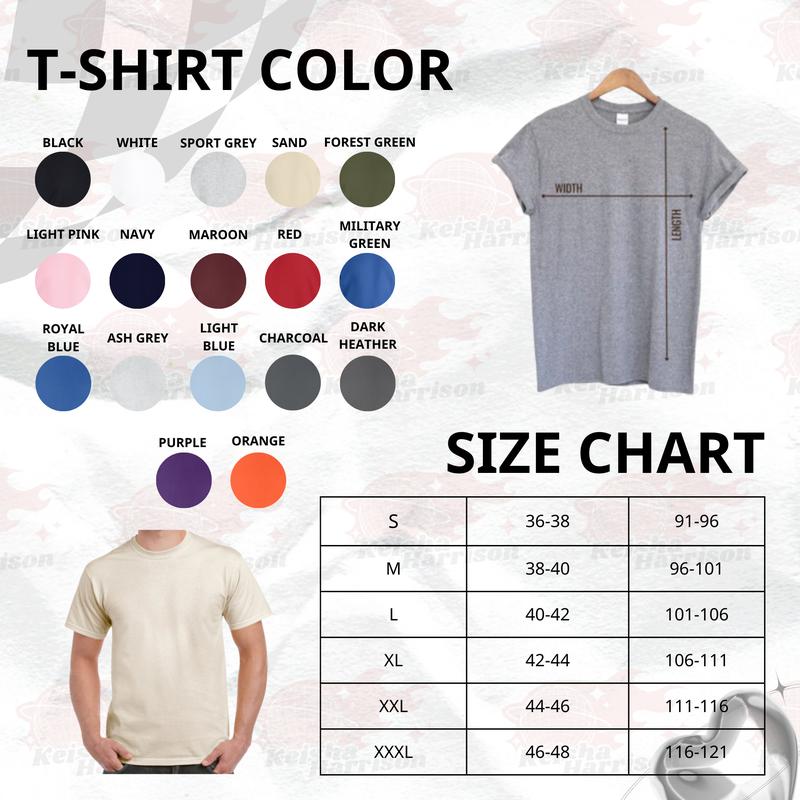 T-SHIRT COLOR
BLACK WHITE SPORT GREY SAND FOREST GREEN
LIGHT PINK NAVY MAROON RED MILITARY
GREEN
ROYAL
BLUE
ASH GREY
LIGHT
BLUE
CHARCOAL
DARK
HEATHER
PURPLE ORANGE
WIDTH
LENGTH
SIZE CHART
S 36-38 91-96
M 38-40 96-101
L 40-42 101-106
XL 42-44 106-111
XXL 44-46 111-116
XXXL 46-48 116-121
Keisha
Harrison